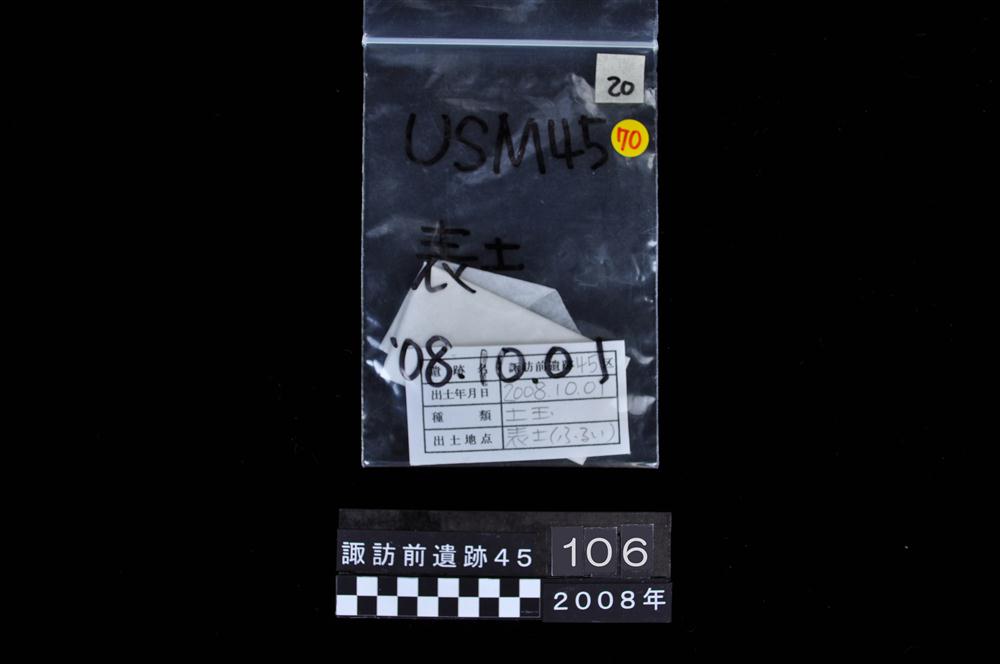 20
USM45
70
表土
'08.10.01
遺跡名 諏訪前遺跡45区
出土年月日 2008.10.01
種類 土玉
出土地点 表土(ふるい)
諏訪前遺跡45 106
2008年